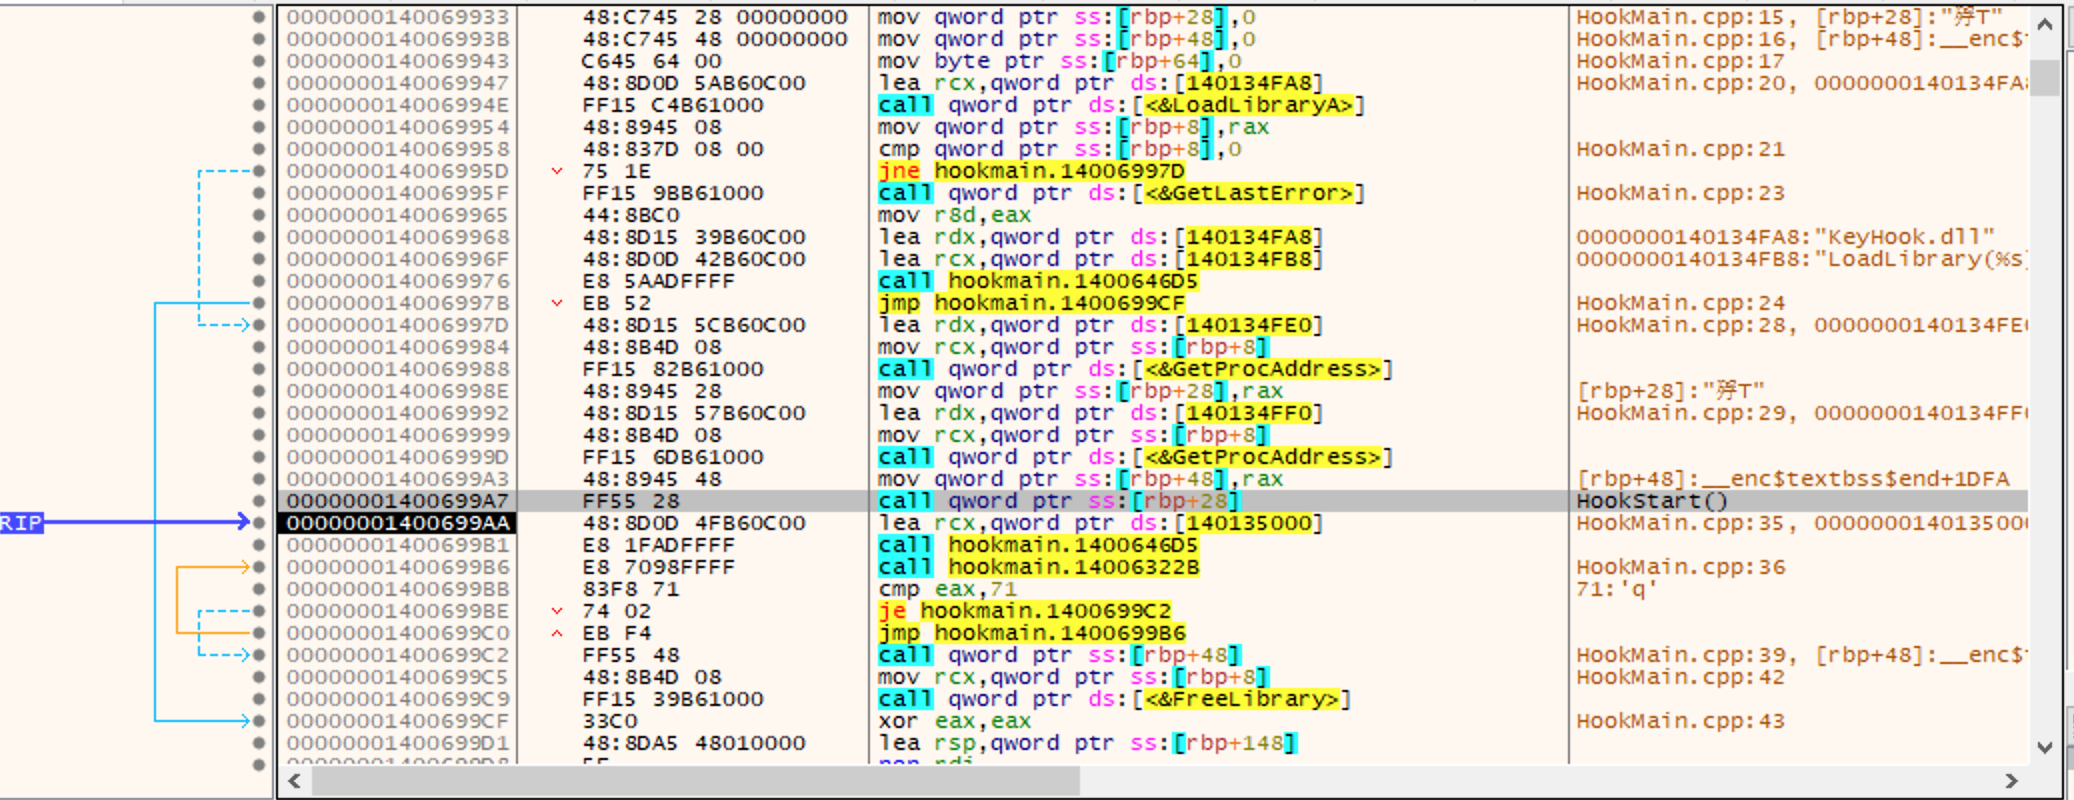 0000000140069933 48:C745 28 00000000 mov qword ptr ss:[rbp+28],0 HookMain.cpp:15, [rbp+28]:"殍T"
000000014006993B 48:C745 48 00000000 mov qword ptr ss:[rbp+48],0 HookMain.cpp:16, [rbp+48]:__enc$
0000000140069943 C645 64 00 mov byte ptr ss:[rbp+64],0 HookMain.cpp:17
0000000140069947 48:8D0D 5AB60C00 lea rcx,qword ptr ds:[140134FA8] HookMain.cpp:20, 0000000140134FA8
000000014006994E FF15 C4B61000 call qword ptr ds:[<&LoadLibraryA>]
0000000140069954 48:8945 08 mov qword ptr ss:[rbp+8],rax
0000000140069958 48:837D 08 00 cmp qword ptr ss:[rbp+8],0 HookMain.cpp:21
000000014006995D 75 1E jne hookmain.14006997D
000000014006995F FF15 9BB61000 call qword ptr ds:[<&GetLastError>] HookMain.cpp:23
0000000140069965 44:8BC0 mov r8d,eax
0000000140069968 48:8D15 39B60C00 lea rdx,qword ptr ds:[140134FA8] 0000000140134FA8:"KeyHook.dll"
000000014006996F 48:8D0D 42B60C00 lea rcx,qword ptr ds:[140134FB8] 0000000140134FB8:"LoadLibrary(%s)
0000000140069976 E8 5AADFFFF call hookmain.1400646D5
000000014006997B EB 52 jmp hookmain.1400699CF HookMain.cpp:24
000000014006997D 48:8D15 5CB60C00 lea rdx,qword ptr ds:[140134FE0] HookMain.cpp:28, 0000000140134FE0
0000000140069984 48:8B4D 08 mov rcx,qword ptr ss:[rbp+8]
0000000140069988 FF15 82B61000 call qword ptr ds:[<&GetProcAddress>]
000000014006998E 48:8945 28 mov qword ptr ss:[rbp+28],rax [rbp+28]:"殍T"
0000000140069992 48:8D15 57B60C00 lea rdx,qword ptr ds:[140134FF0] HookMain.cpp:29, 0000000140134FF0
0000000140069999 48:8B4D 08 mov rcx,qword ptr ss:[rbp+8]
000000014006999D FF15 6DB61000 call qword ptr ds:[<&GetProcAddress>]
00000001400699A3 48:8945 48 mov qword ptr ss:[rbp+48],rax [rbp+48]:__enc$textbss$end+1DFA
00000001400699A7 FF55 28 call qword ptr ss:[rbp+28] HookStart()
RIP 00000001400699AA 48:8D0D 4FB60C00 lea rcx,qword ptr ds:[140135000] HookMain.cpp:35, 0000000140135000
00000001400699B1 E8 1FADFFFF call hookmain.1400646D5
00000001400699B6 E8 7098FFFF call hookmain.14006322B HookMain.cpp:36
00000001400699BB 83F8 71 cmp eax,71 71:'q'
00000001400699BE 74 02 je hookmain.1400699C2
00000001400699C0 EB F4 jmp hookmain.1400699B6
00000001400699C2 FF55 48 call qword ptr ss:[rbp+48] HookMain.cpp:39, [rbp+48]:__enc$
00000001400699C5 48:8B4D 08 mov rcx,qword ptr ss:[rbp+8] HookMain.cpp:42
00000001400699C9 FF15 39B61000 call qword ptr ds:[<&FreeLibrary>]
00000001400699CF 33C0 xor eax,eax HookMain.cpp:43
00000001400699D1 48:8DA5 48010000 lea rsp,qword ptr ss:[rbp+148]